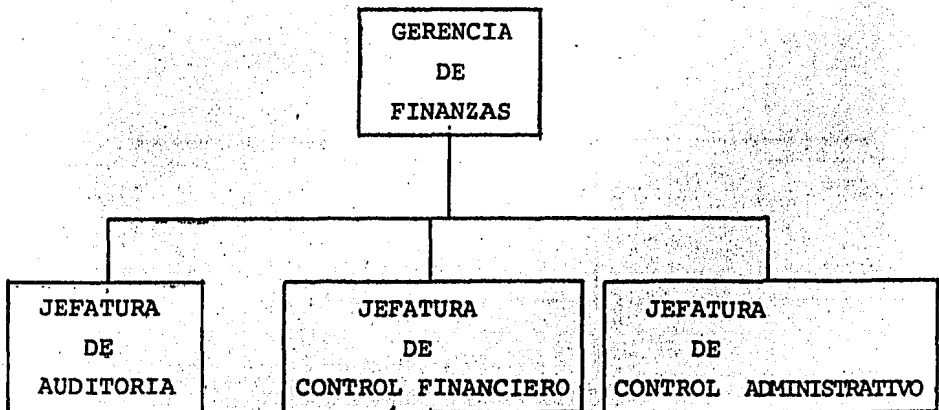 GERENCIA
DE
FINANZAS
JEFATURA
DE
AUDITORIA
JEFATURA
DE
CONTROL FINANCIERO
JEFATURA
DE
CONTROL ADMINISTRATIVO